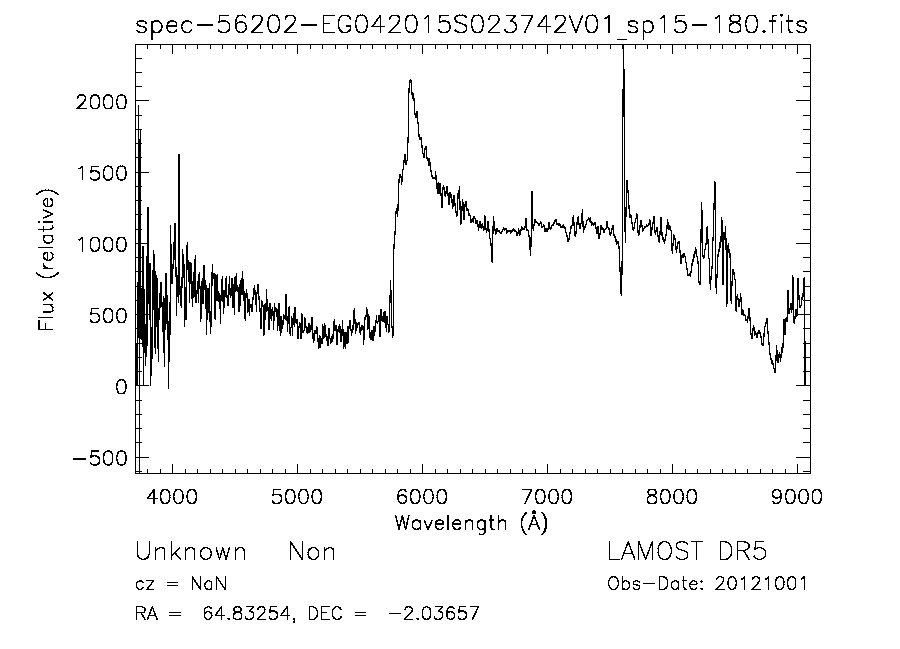 spec-56202-EG042015S023742V01_sp15-180.fits
2000
1500
1000
500
0
-500
Flux (relative)
4000 5000 6000 7000 8000 9000
Wavelength (Å)
Unknown Non LAMOST DR5
cz = NaN Obs-Date: 20121001
RA = 64.83254, DEC = -2.03657